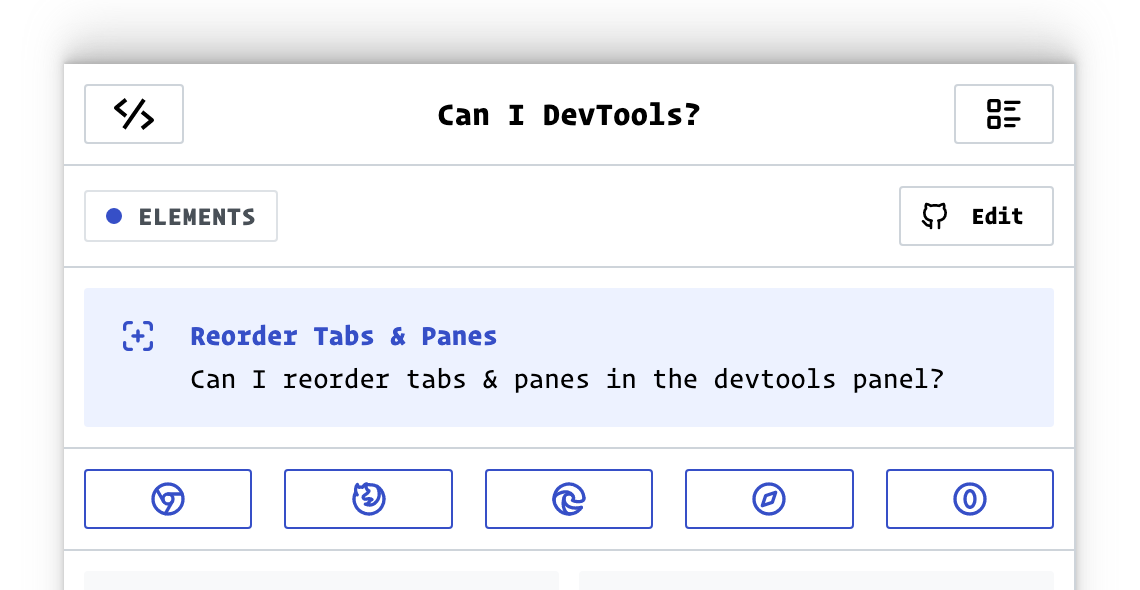 Can I DevTools?
ELEMENTS
Edit
Reorder Tabs & Panes
Can I reorder tabs & panes in the devtools panel?